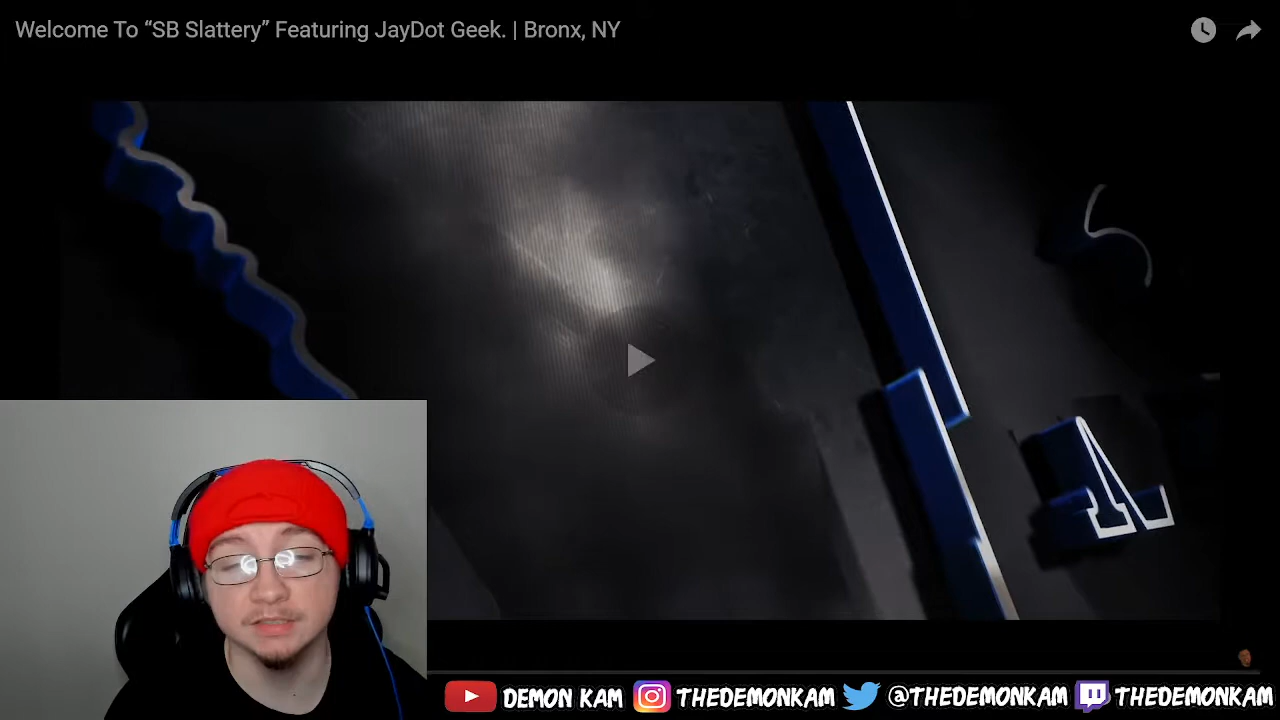 Welcome To “SB Slattery” Featuring JayDot Geek. | Bronx, NY
DEMON KAM THEDEMONKAM @THEDEMONKAM THEDEMONKAM